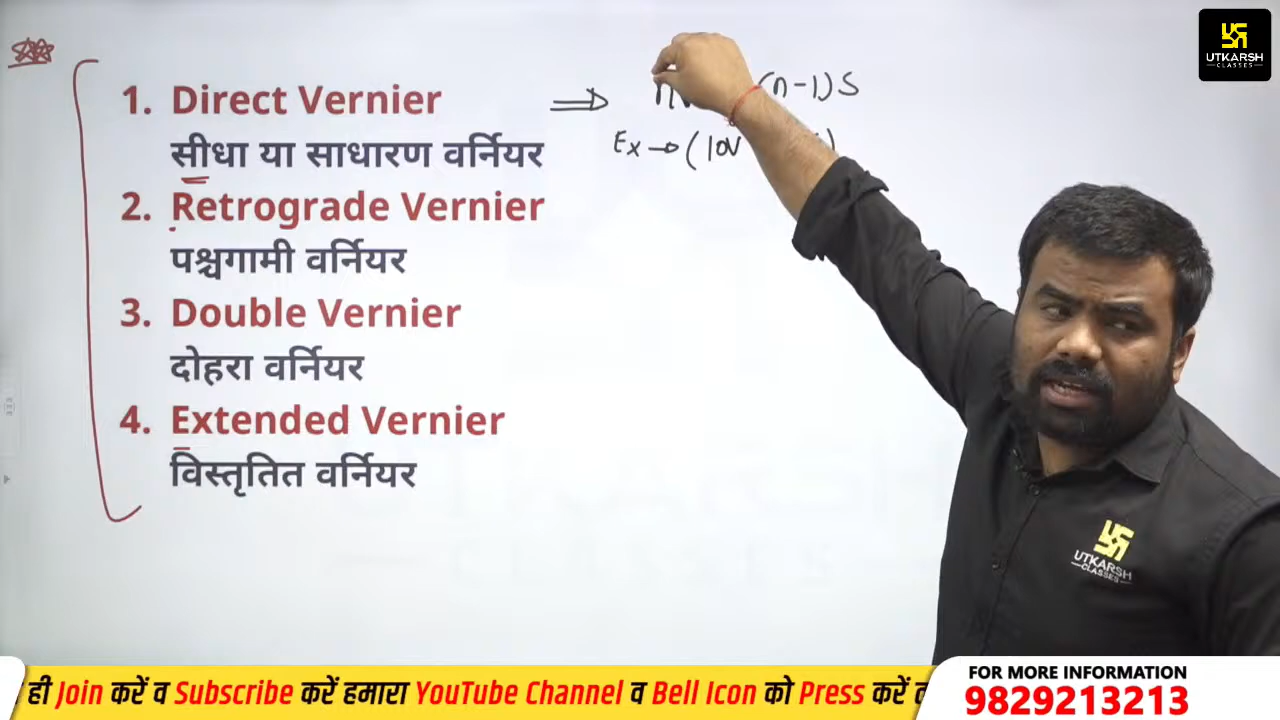 UTKARSH
CLASSES
1. Direct Vernier ⇒ (n-1)S
सीधा या साधारण वर्नियर Ex → (10V )
2. Retrograde Vernier
पश्चगामी वर्नियर
3. Double Vernier
दोहरा वर्नियर
4. Extended Vernier
विस्तृतित वर्नियर
UTKARSH
CLASSES
ही Join करें व Subscribe करें हमारा YouTube Channel व Bell Icon को Press करें
FOR MORE INFORMATION
9829213213